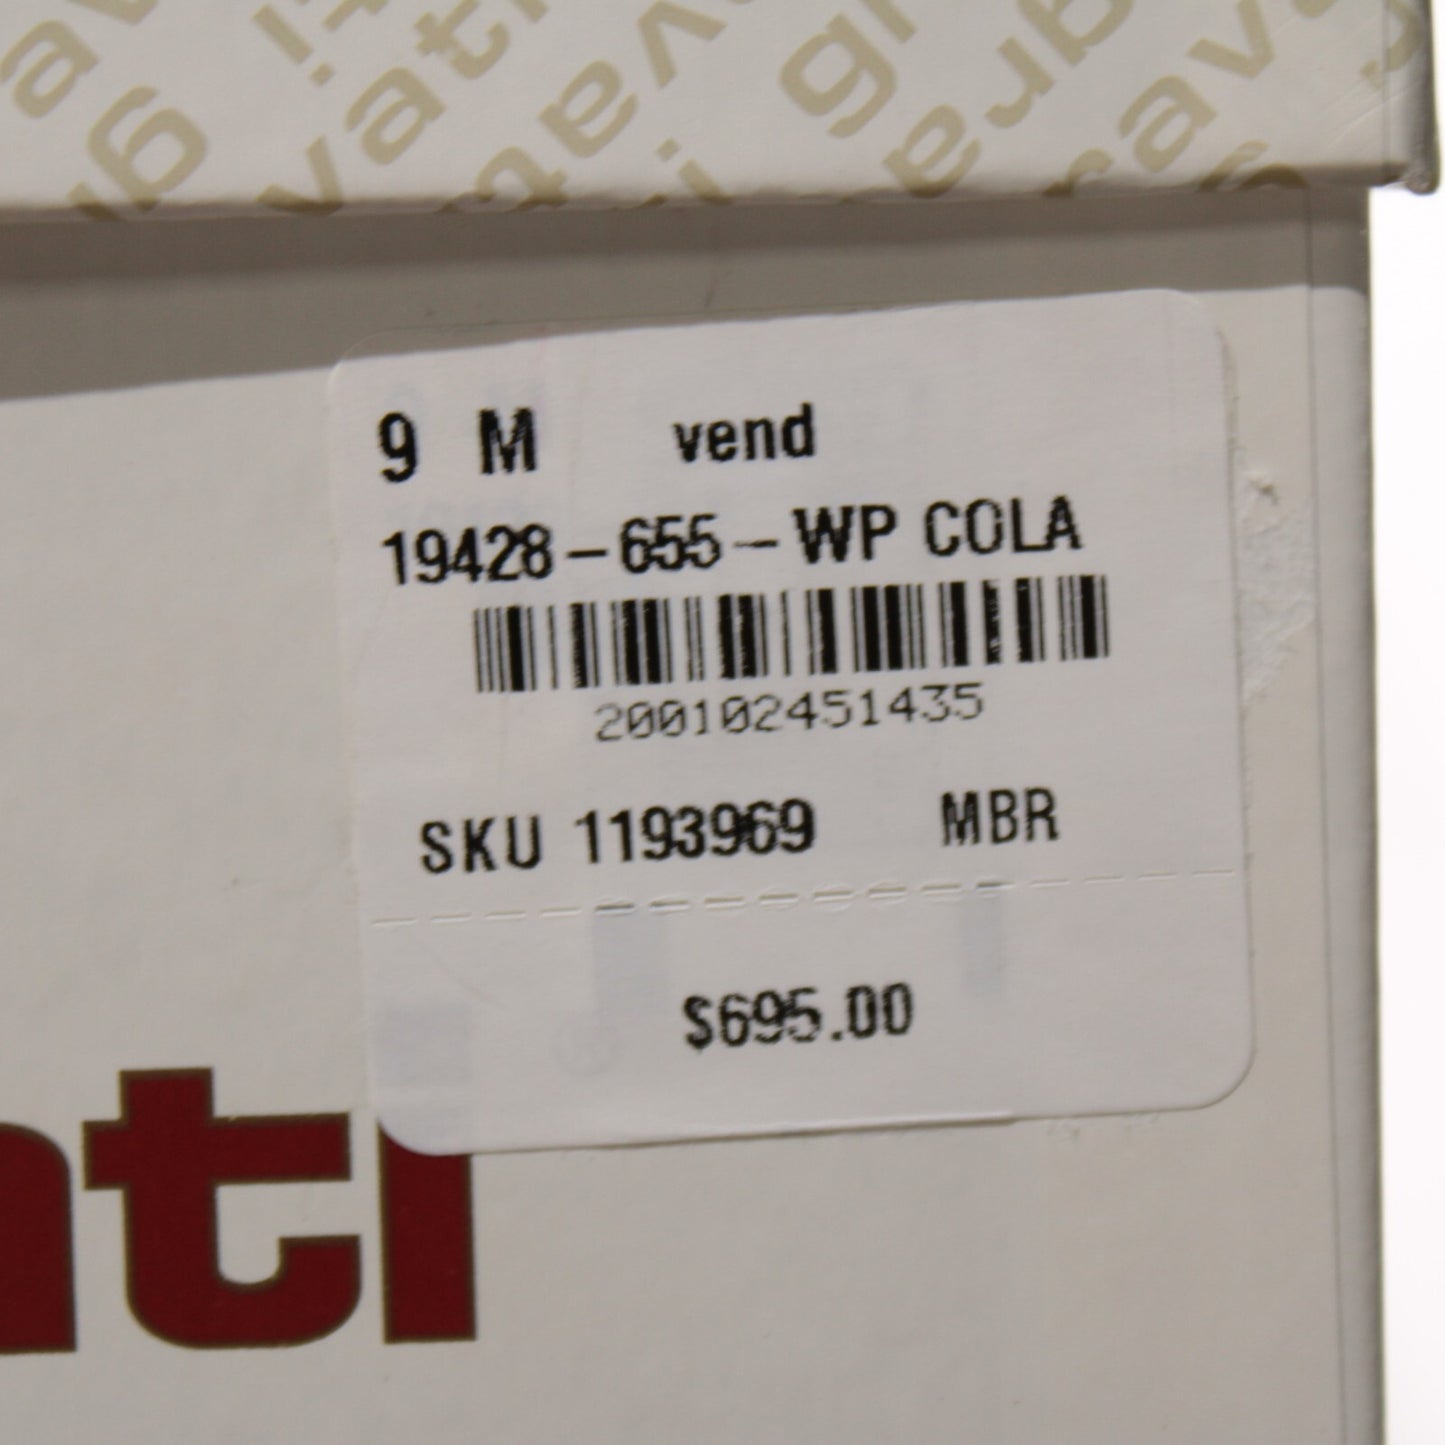 9 M vend
19428-655-WP COLA
200102451435
SKU 1193969 MBR
$695.00